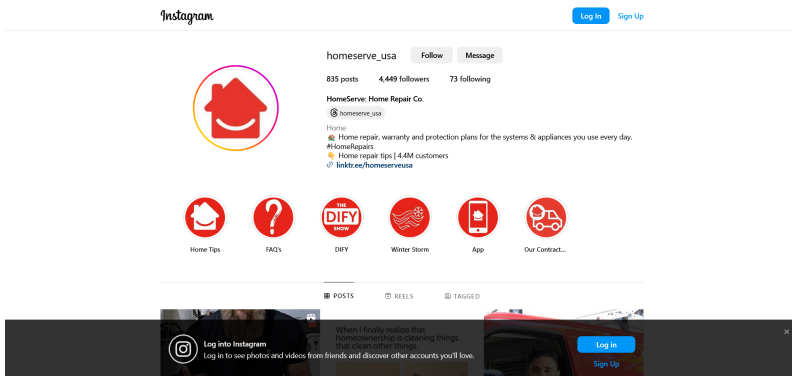 Instagram
Log In Sign Up
homeserve_usa Follow Message
835 posts 4,449 followers 73 following
HomeServe: Home Repair Co.
homeserve_usa
Home
Home repair, warranty and protection plans for the systems & appliances you use every day.
#HomeRepairs
Home repair tips | 4.4M customers
linktr.ee/homeserveusa
THE
DIFY
SHOW
Home Tips FAQ's DIFY Winter Storm App Our Contract...
POSTS REELS TAGGED
When I finally realize that
homeownership is cleaning things
that clean other things.
Log into Instagram
Log in to see photos and videos from friends and discover other accounts you'll love.
Log in
Sign Up